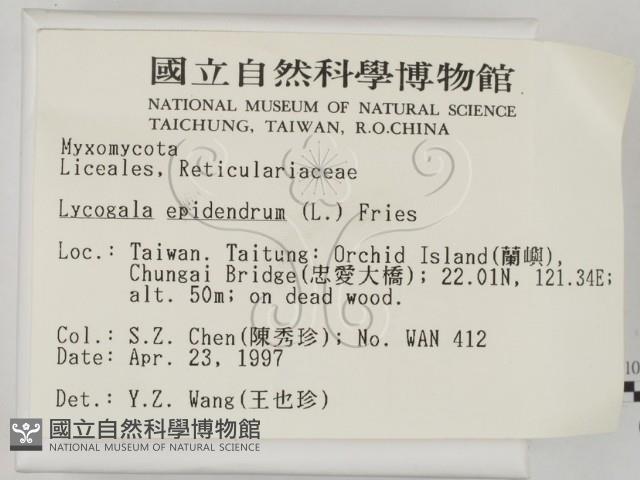 國立自然科學博物館
NATIONAL MUSEUM OF NATURAL SCIENCE
TAICHUNG, TAIWAN, R.O.CHINA
Myxomycota
Liceales, Reticulariaceae
Lycogala epidendrum (L.) Fries
Loc.: Taiwan. Taitung: Orchid Island(蘭嶼),
Chungai Bridge(忠愛大橋); 22.01N, 121.34E;
alt. 50m; on dead wood.
Col.: S.Z. Chen(陳秀珍); No. WAN 412
Date: Apr. 23, 1997
Det.: Y.Z. Wang(王也珍)
國立自然科學博物館
NATIONAL MUSEUM OF NATURAL SCIENCE
10